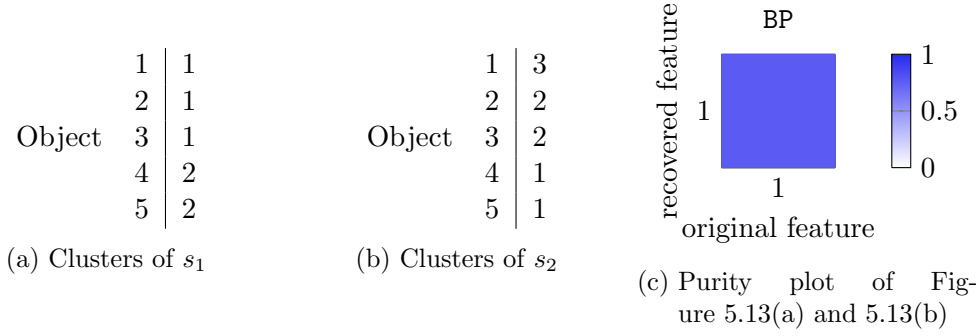 1 1
2 1
Object 3 1
4 2
5 2
(a) Clusters of s1
1 3
2 2
Object 3 2
4 1
5 1
(b) Clusters of s2
BP
recovered feature
1
1
original feature
1
0.5
0
(c) Purity plot of Fig-
ure 5.13(a) and 5.13(b)